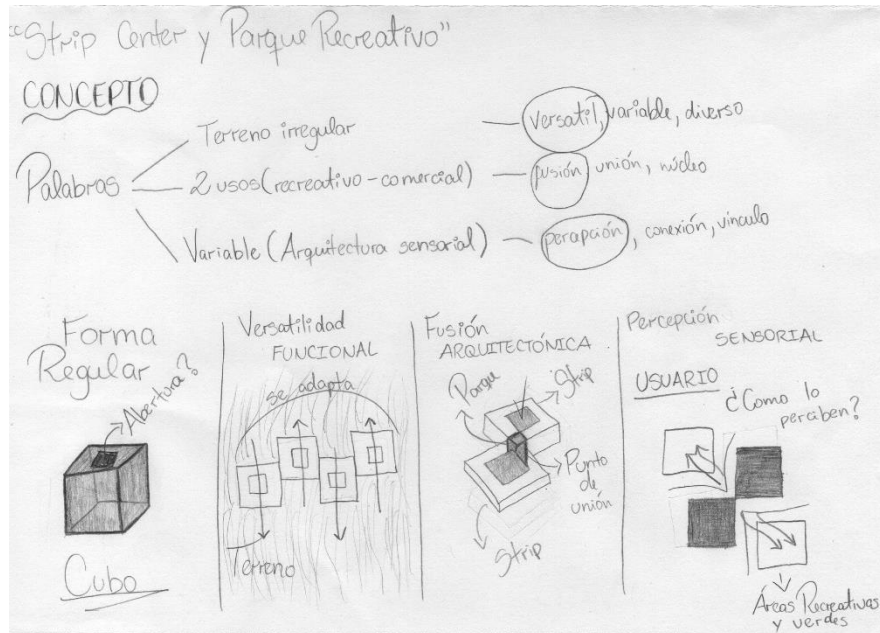 "Strip Center y Parque Recreativo"
CONCEPTO
Palabras
Terreno irregular — versatil, variable, diverso
2 usos (recreativo - comercial) — fusión, unión, núcleo
Variable (Arquitectura sensorial) — percepción, conexión, vinculo
Forma
Regular
Abertura?
Cubo
Versatilidad
FUNCIONAL
se adapta
Terreno
Fusión
ARQUITECTÓNICA
Parque
Strip
Punto
de
unión
Strip
Percepción
SENSORIAL
USUARIO
¿Como lo
perciben?
Áreas Recreativas
y verdes